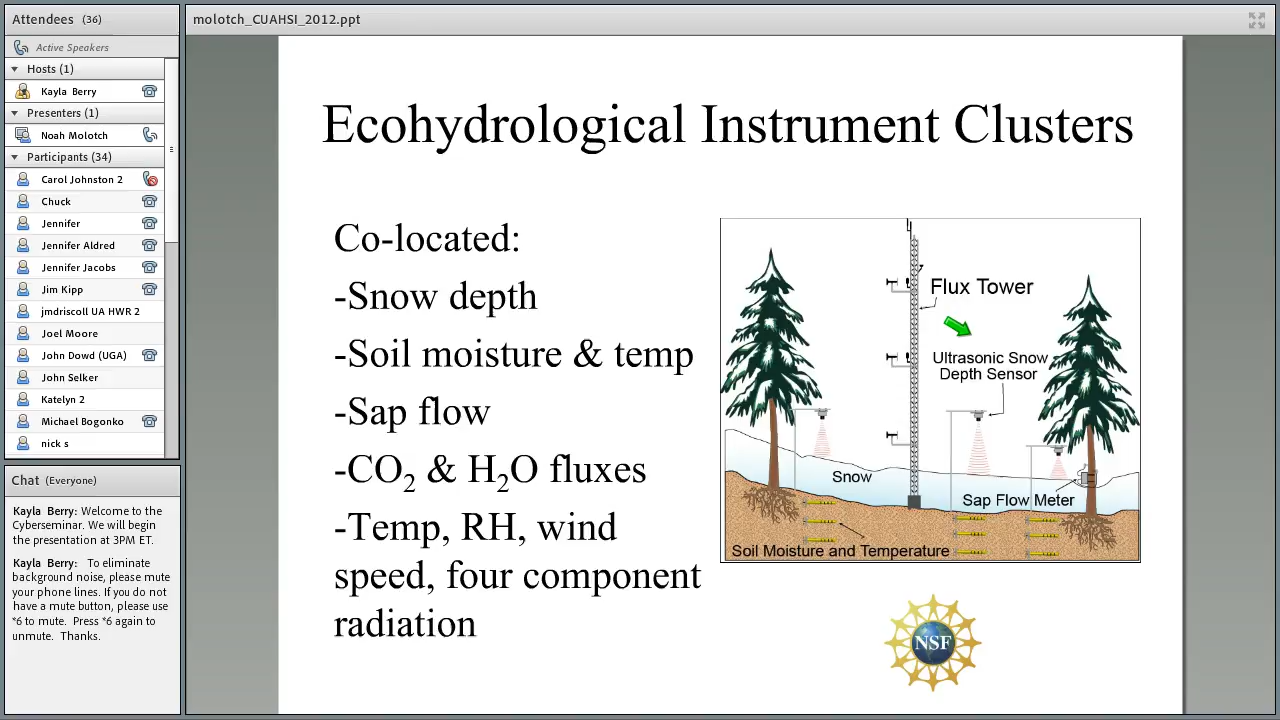 Attendees (36)
Active Speakers
Hosts (1)
Kayla Berry
Presenters (1)
Noah Molotch
Participants (34)
Carol Johnston 2
Chuck
Jennifer
Jennifer Aldred
Jennifer Jacobs
Jim Kipp
jmdriscoll UA HWR 2
Joel Moore
John Dowd (UGA)
John Selker
Katelyn 2
Michael Bogonko
nick s
Chat (Everyone)
Kayla Berry: Welcome to the
Cyberseminar. We will begin
the presentation at 3PM ET.
Kayla Berry: To eliminate
background noise, please mute
your phone lines. If you do not
have a mute button, please use
*6 to mute. Press *6 again to
unmute. Thanks.
molotch_CUAHSI_2012.ppt
Ecohydrological Instrument Clusters
Co-located:
-Snow depth
-Soil moisture & temp
-Sap flow
-CO2 & H2O fluxes
-Temp, RH, wind
speed, four component
radiation
Flux Tower
Ultrasonic Snow
Depth Sensor
Snow
Sap Flow Meter
Soil Moisture and Temperature
NSF